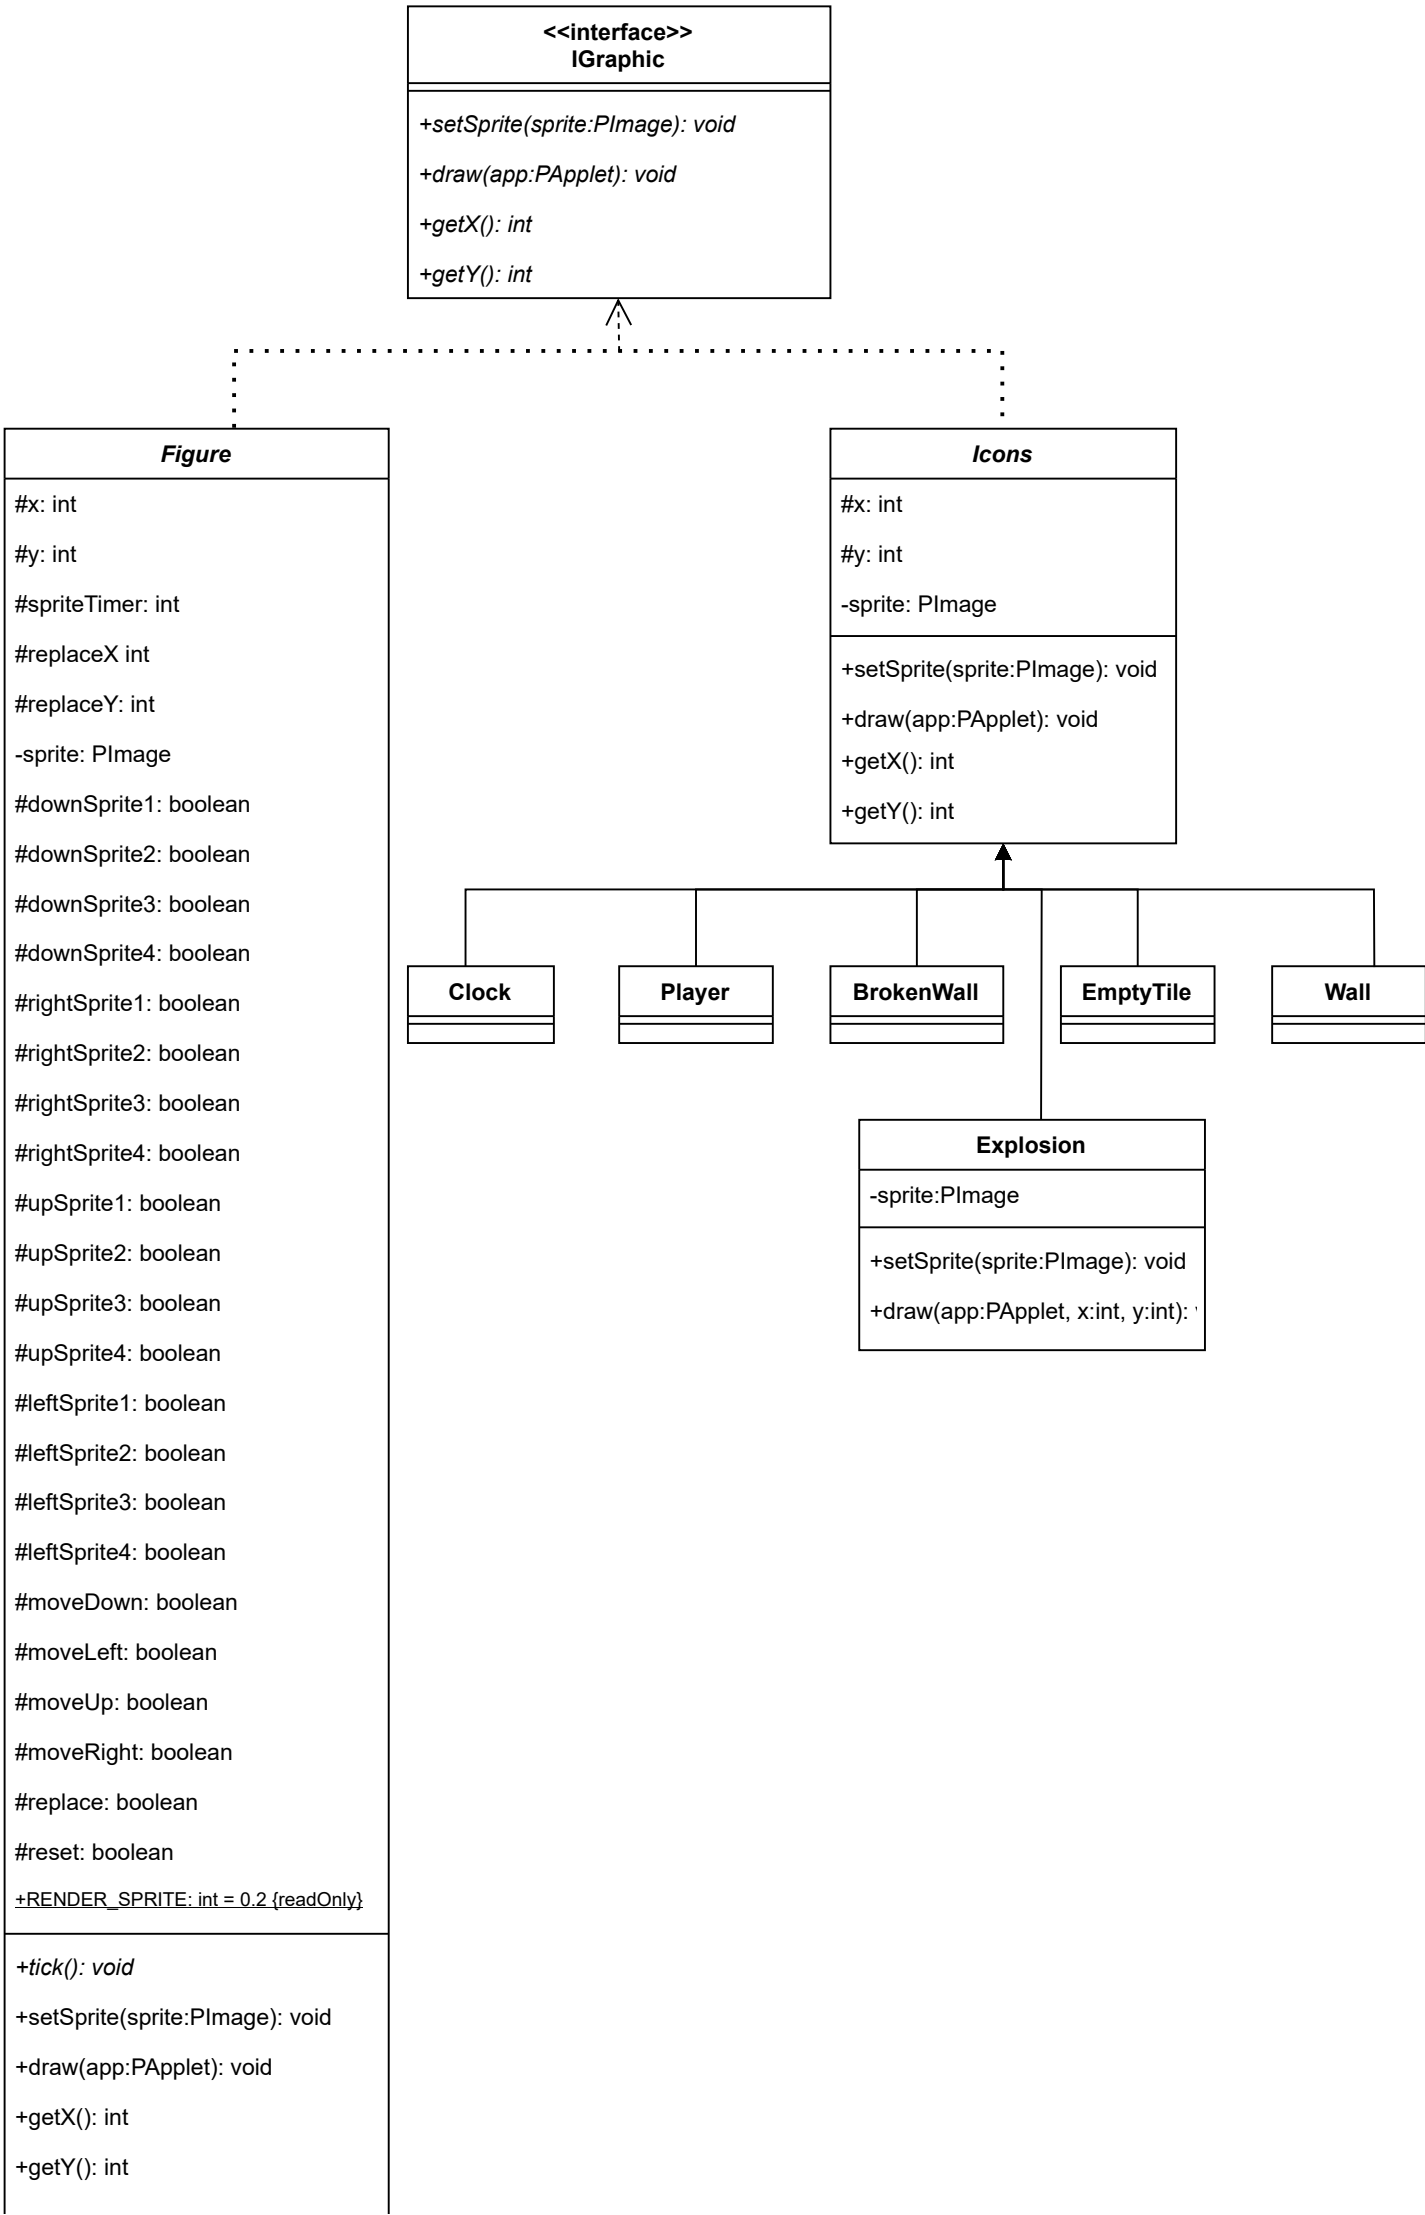 <<interface>>
IGraphic
+setSprite(sprite:PImage): void
+draw(app:PApplet): void
+getX(): int
+getY(): int
Figure
#x: int
#y: int
#spriteTimer: int
#replaceX int
#replaceY: int
-sprite: PImage
#downSprite1: boolean
#downSprite2: boolean
#downSprite3: boolean
#downSprite4: boolean
#rightSprite1: boolean
#rightSprite2: boolean
#rightSprite3: boolean
#rightSprite4: boolean
#upSprite1: boolean
#upSprite2: boolean
#upSprite3: boolean
#upSprite4: boolean
#leftSprite1: boolean
#leftSprite2: boolean
#leftSprite3: boolean
#leftSprite4: boolean
#moveDown: boolean
#moveLeft: boolean
#moveUp: boolean
#moveRight: boolean
#replace: boolean
#reset: boolean
+RENDER_SPRITE: int = 0.2 {readOnly}
+tick(): void
+setSprite(sprite:PImage): void
+draw(app:PApplet): void
+getX(): int
+getY(): int
Icons
#x: int
#y: int
-sprite: PImage
+setSprite(sprite:PImage): void
+draw(app:PApplet): void
+getX(): int
+getY(): int
Clock
Player
BrokenWall
EmptyTile
Wall
Explosion
-sprite:PImage
+setSprite(sprite:PImage): void
+draw(app:PApplet, x:int, y:int):